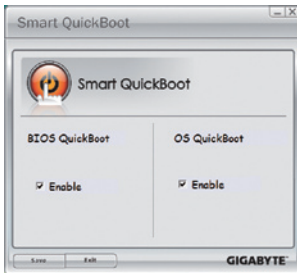 Smart QuickBoot
Smart QuickBoot
BIOS QuickBoot
OS QuickBoot
Enable
Enable
Save
Exit
GIGABYTE